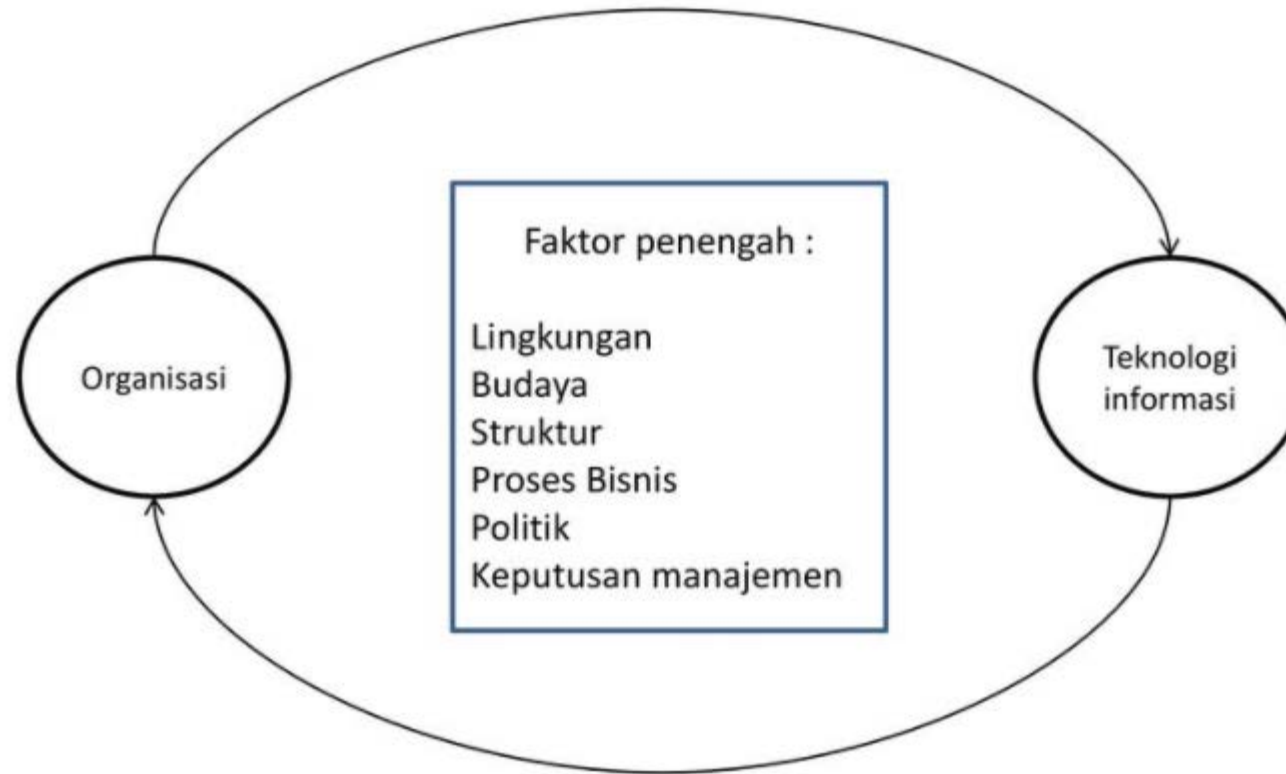 Organisasi
Faktor penengah :
Lingkungan
Budaya
Struktur
Proses Bisnis
Politik
Keputusan manajemen
Teknologi
informasi